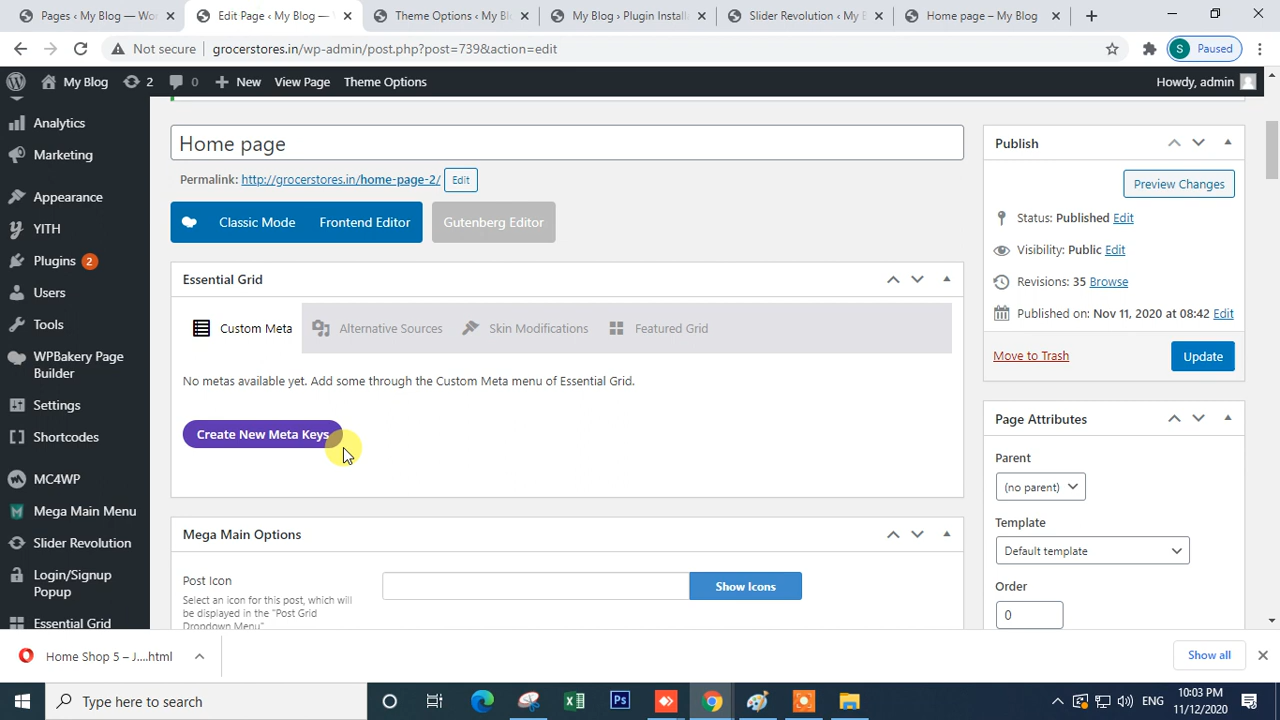 Pages ‹ My Blog — Wor
Edit Page ‹ My Blog —
Theme Options ‹ My Bl
My Blog › Plugin Install
Slider Revolution ‹ My B
Home page – My Blog
Paused
S
Not secure
grocerstores.in/wp-admin/post.php?post=739&action=edit
My Blog
2
0
New
View Page
Theme Options
Howdy, admin
Analytics
Marketing
Appearance
YITH
Plugins 2
Users
Tools
WPBakery Page
Builder
Settings
Shortcodes
MC4WP
Mega Main Menu
Slider Revolution
Login/Signup
Popup
Essential Grid
Home page
Permalink: http://grocerstores.in/home-page-2/ Edit
Classic Mode
Frontend Editor
Gutenberg Editor
Essential Grid
Custom Meta
Alternative Sources
Skin Modifications
Featured Grid
No metas available yet. Add some through the Custom Meta menu of Essential Grid.
Create New Meta Keys
Mega Main Options
Post Icon
Select an icon for this post, which will
be displayed in the "Post Grid
Dropdown Menu"
Show Icons
Publish
Preview Changes
Status: Published Edit
Visibility: Public Edit
Revisions: 35 Browse
Published on: Nov 11, 2020 at 08:42 Edit
Move to Trash
Update
Page Attributes
Parent
(no parent)
Template
Default template
Order
0
Home Shop 5 – J....html
Show all
Type here to search
Ps
ENG
10:03 PM
11/12/2020